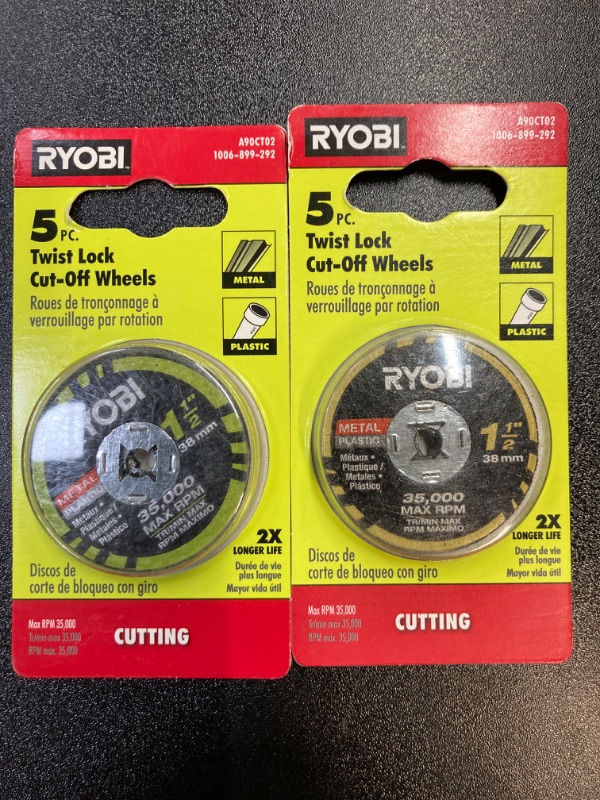 RYOBI
A90CT02
1006-899-292
5 PC.
Twist Lock
Cut-Off Wheels
Roues de tronçonnage à
verrouillage par rotation
METAL
PLASTIC
RYOBI
1 1/2"
38 mm
METAL
PLASTIC
Métaux •
Plastique /
Metales •
Plástico
35,000
MAX RPM
TR/MIN MAX
RPM MAXIMO
2X
LONGER LIFE
Durée de vie
plus longue
Mayor vida útil
Discos de
corte de bloqueo con giro
Max RPM 35,000
Tr/min max 35,000
RPM máx. 35,000
CUTTING
RYOBI
A90CT02
1006-899-292
5 PC.
Twist Lock
Cut-Off Wheels
Roues de tronçonnage à
verrouillage par rotation
METAL
PLASTIC
RYOBI
METAL
PLASTIC
Métaux •
Plastique /
Metales •
Plástico
1 1/2"
38 mm
35,000
MAX RPM
TR/MIN MAX
RPM MAXIMO
2X
LONGER LIFE
Durée de vie
plus longue
Mayor vida útil
Discos de
corte de bloqueo con giro
Max RPM 35,000
Tr/min max 35,000
RPM máx. 35,000
CUTTING